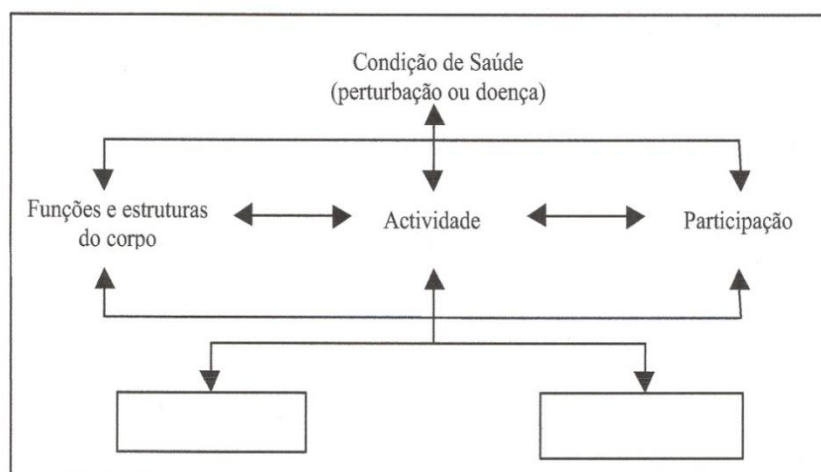 Condição de Saúde
(perturbação ou doença)
Funções e estruturas
do corpo
Actividade
Participação